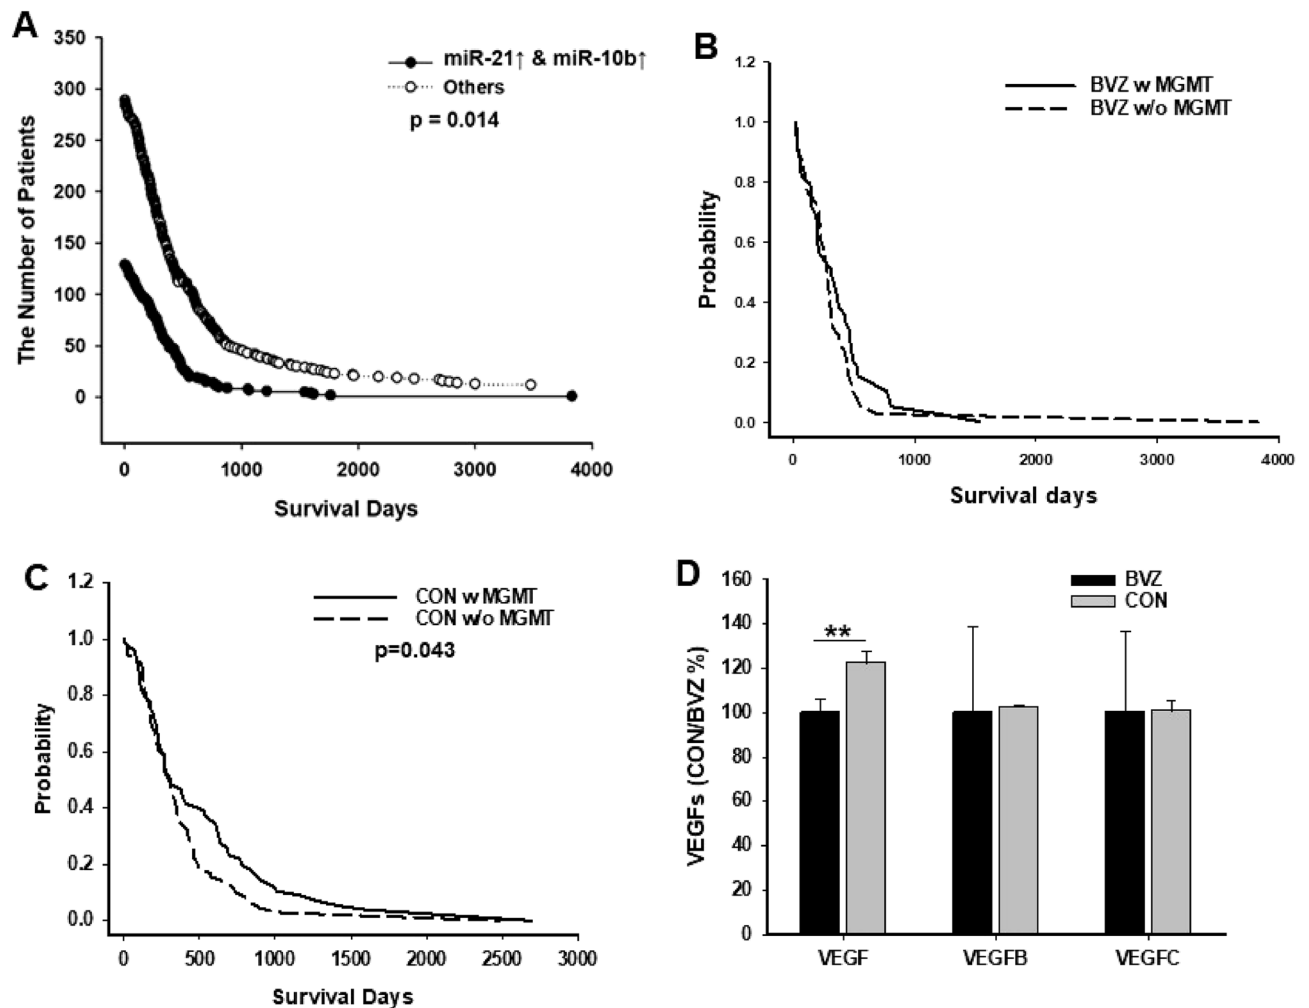 A
350
300
250
200
150
100
50
0
The Number of Patients
miR-21↑ & miR-10b↑
Others
p = 0.014
0 1000 2000 3000 4000
Survival Days
B
1.2
1.0
0.8
0.6
0.4
0.2
0.0
Probability
BVZ w MGMT
BVZ w/o MGMT
0 1000 2000 3000 4000
Survival days
C
1.2
1.0
0.8
0.6
0.4
0.2
0.0
Probability
CON w MGMT
CON w/o MGMT
p=0.043
0 500 1000 1500 2000 2500 3000
Survival Days
D
160
140
120
100
80
60
40
20
0
VEGFs (CON/BVZ %)
BVZ
CON
**
VEGF VEGFB VEGFC